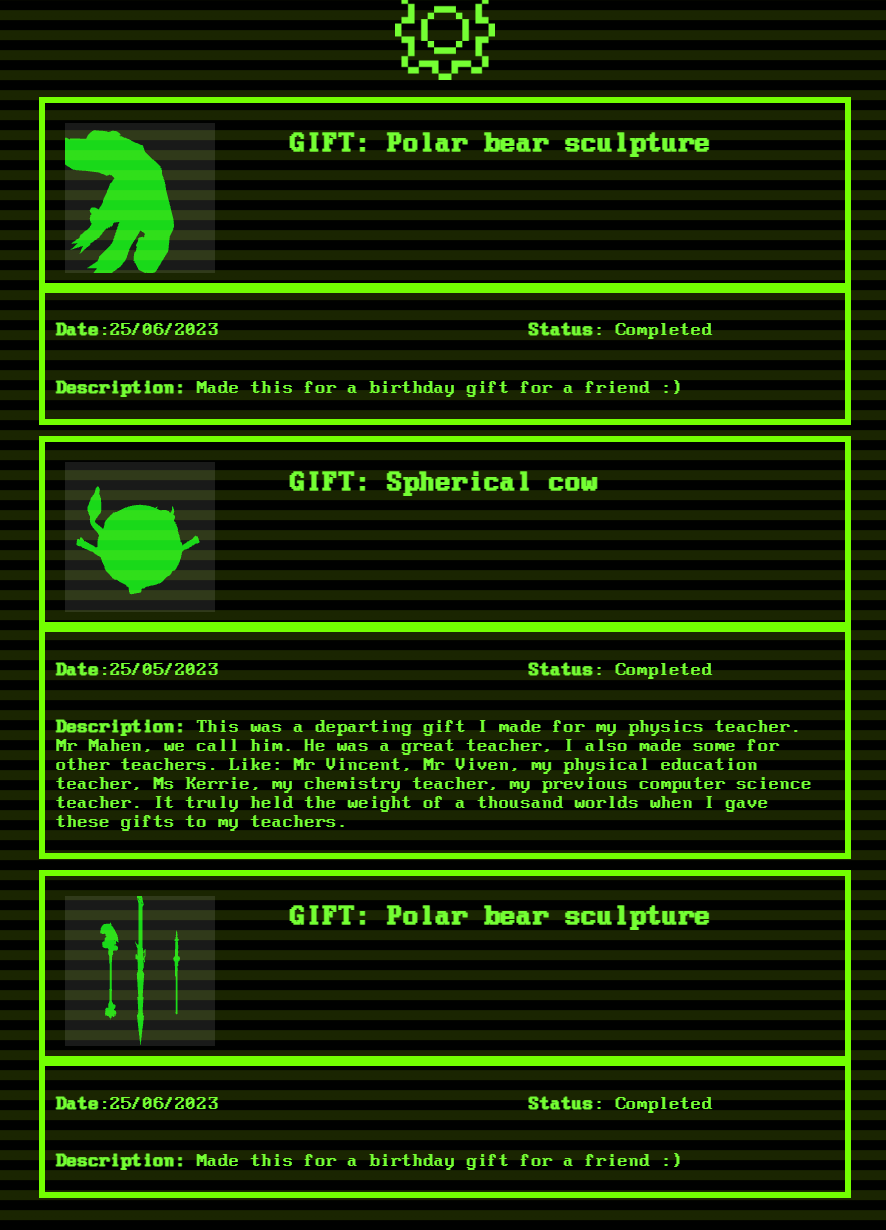 GIFT: Polar bear sculpture
Date:25/06/2023 Status: Completed
Description: Made this for a birthday gift for a friend :)
GIFT: Spherical cow
Date:25/05/2023 Status: Completed
Description: This was a departing gift I made for my physics teacher.
Mr Mahen, we call him. He was a great teacher, I also made some for
other teachers. Like: Mr Vincent, Mr Viven, my physical education
teacher, Ms Kerrie, my chemistry teacher, my previous computer science
teacher. It truly held the weight of a thousand worlds when I gave
these gifts to my teachers.
GIFT: Polar bear sculpture
Date:25/06/2023 Status: Completed
Description: Made this for a birthday gift for a friend :)